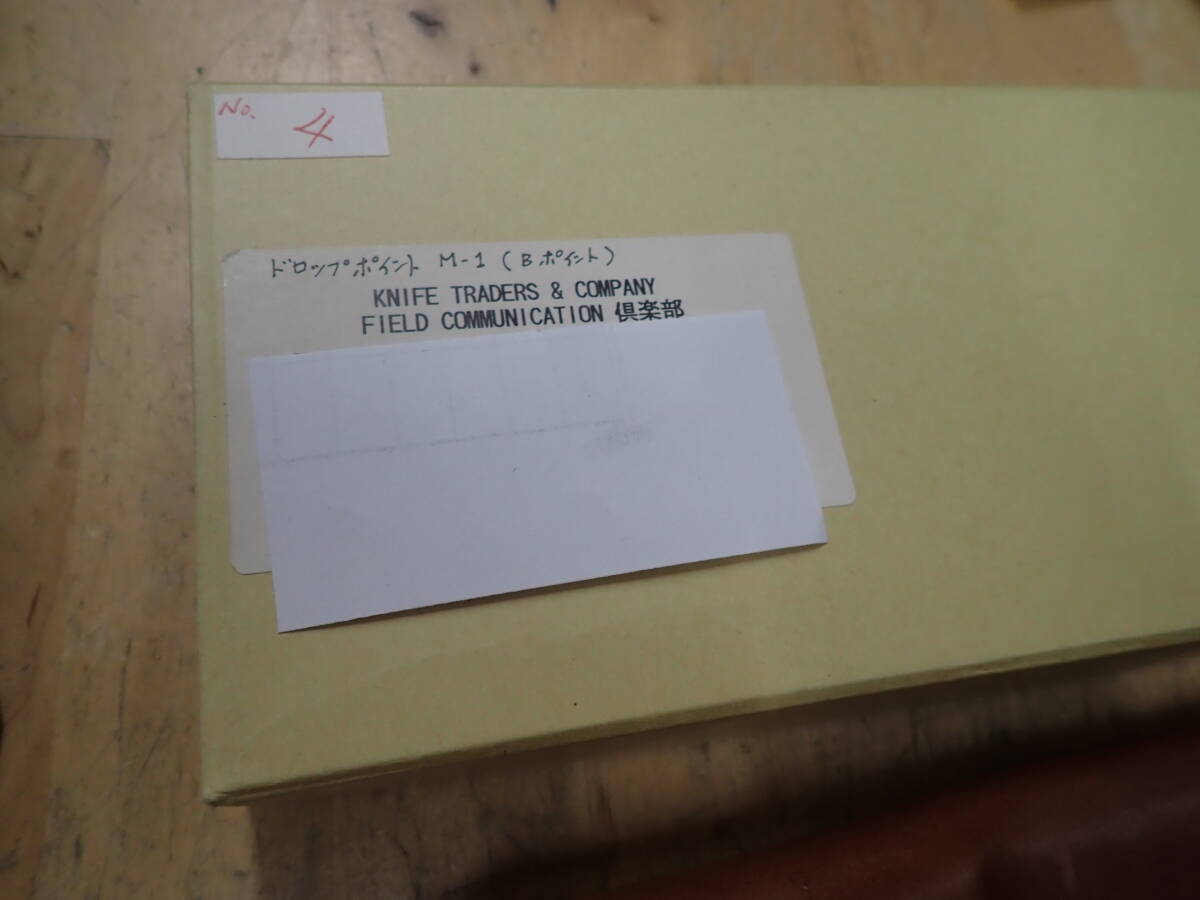 No. 4
ドロップポイント M-1 (Bポイント)
KNIFE TRADERS & COMPANY
FIELD COMMUNICATION 倶楽部